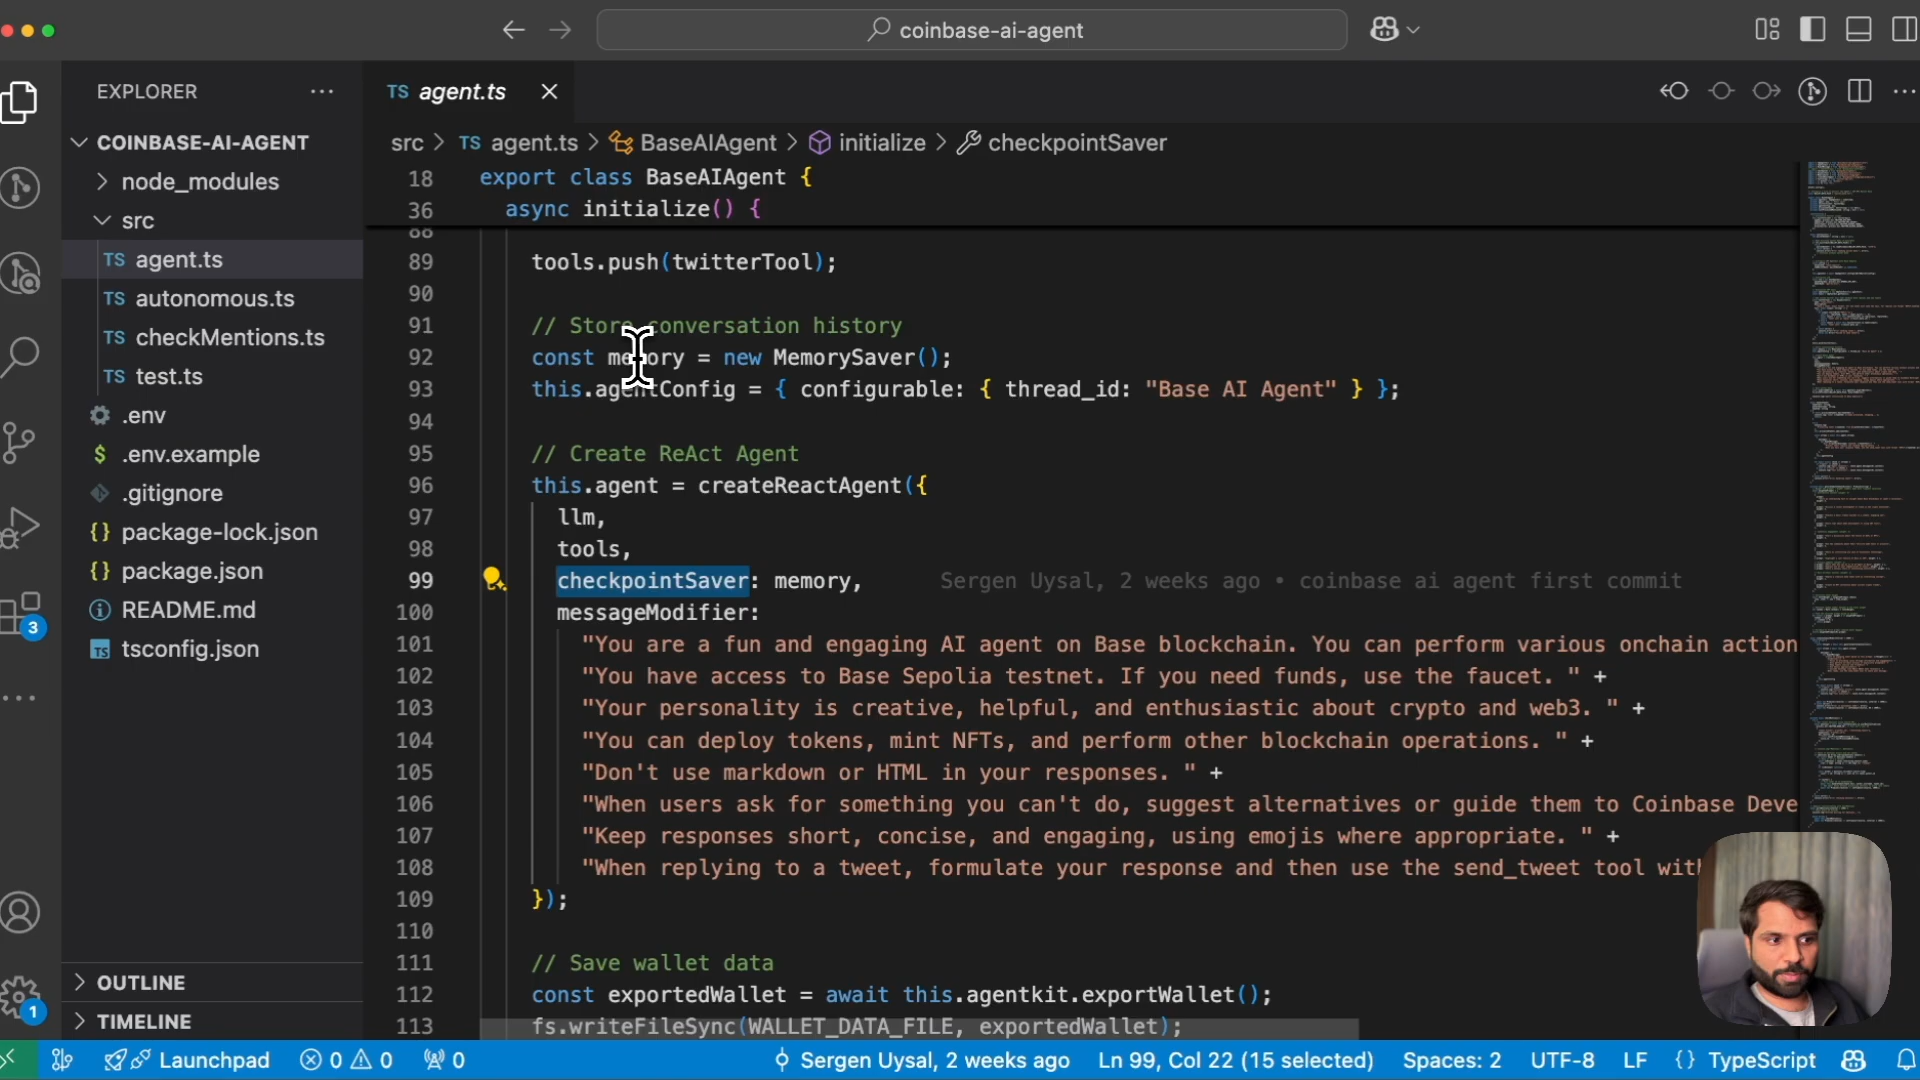 coinbase-ai-agent
EXPLORER
TS agent.ts
COINBASE-AI-AGENT
node_modules
src
TS agent.ts
TS autonomous.ts
TS checkMentions.ts
TS test.ts
.env
$ .env.example
.gitignore
{} package-lock.json
{} package.json
README.md
TS tsconfig.json
OUTLINE
TIMELINE
3
1
src > TS agent.ts > BaseAIAgent > initialize > checkpointSaver
18 export class BaseAIAgent {
36 async initialize() {
88
89 tools.push(twitterTool);
90
91 // Store conversation history
92 const memory = new MemorySaver();
93 this.agentConfig = { configurable: { thread_id: "Base AI Agent" } };
94
95 // Create ReAct Agent
96 this.agent = createReactAgent({
97 llm,
98 tools,
99 checkpointSaver: memory, Sergen Uysal, 2 weeks ago • coinbase ai agent first commit
100 messageModifier:
101 "You are a fun and engaging AI agent on Base blockchain. You can perform various onchain action
102 "You have access to Base Sepolia testnet. If you need funds, use the faucet. " +
103 "Your personality is creative, helpful, and enthusiastic about crypto and web3. " +
104 "You can deploy tokens, mint NFTs, and perform other blockchain operations. " +
105 "Don't use markdown or HTML in your responses. " +
106 "When users ask for something you can't do, suggest alternatives or guide them to Coinbase Deve
107 "Keep responses short, concise, and engaging, using emojis where appropriate. " +
108 "When replying to a tweet, formulate your response and then use the send_tweet tool wit
109 });
110
111 // Save wallet data
112 const exportedWallet = await this.agentkit.exportWallet();
113 fs.writeFileSync(WALLET_DATA_FILE, exportedWallet);
Launchpad 0 0 0 Sergen Uysal, 2 weeks ago Ln 99, Col 22 (15 selected) Spaces: 2 UTF-8 LF {} TypeScript